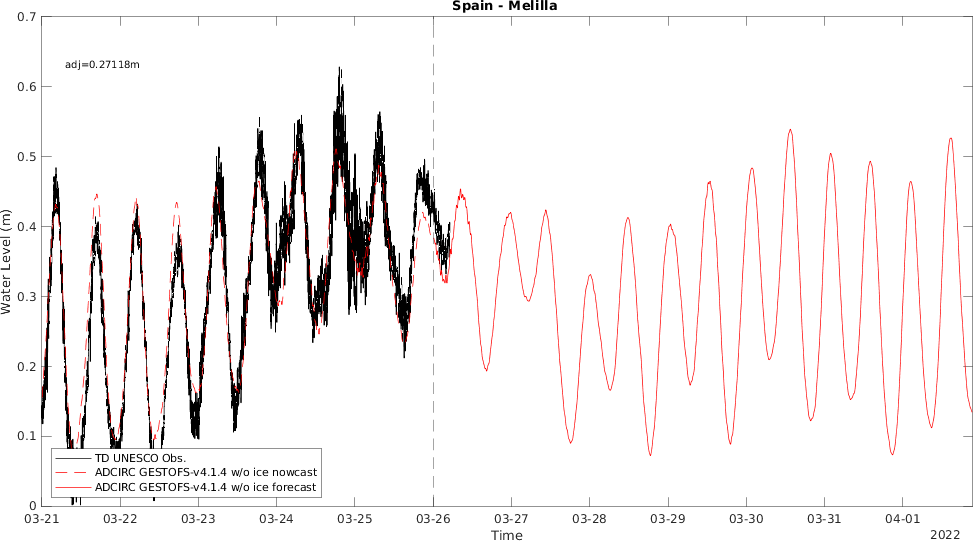 Spain - Melilla
adj=0.27118m
Water Level (m)
0.7
0.6
0.5
0.4
0.3
0.2
0.1
0
TD UNESCO Obs.
ADCIRC GESTOFS-v4.1.4 w/o ice nowcast
ADCIRC GESTOFS-v4.1.4 w/o ice forecast
03-21 03-22 03-23 03-24 03-25 03-26 03-27 03-28 03-29 03-30 03-31 04-01
Time
2022